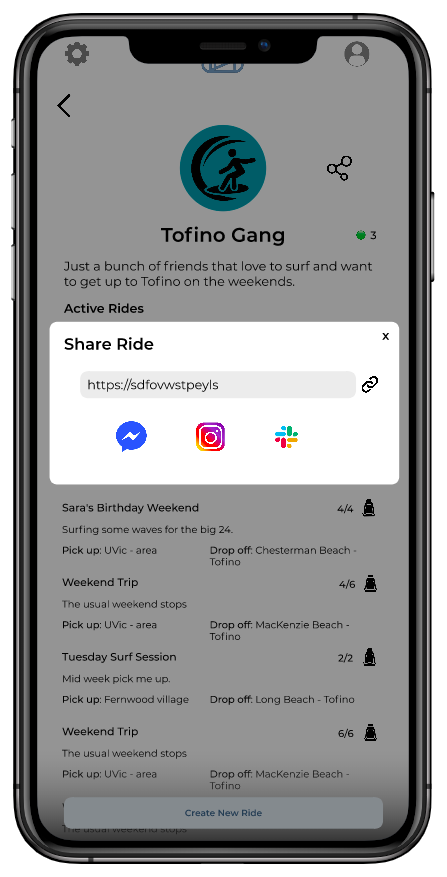 Tofino Gang
3
Just a bunch of friends that love to surf and want
to get up to Tofino on the weekends.
Active Rides
Share Ride
x
https://sdfovwstpeyls
Sara's Birthday Weekend
4/4
Surfing some waves for the big 24.
Pick up: UVic - area
Drop off: Chesterman Beach -
Tofino
Weekend Trip
4/6
The usual weekend stops
Pick up: UVic - area
Drop off: MacKenzie Beach -
Tofino
Tuesday Surf Session
2/2
Mid week pick me up.
Pick up: Fernwood village
Drop off: Long Beach - Tofino
Weekend Trip
6/6
The usual weekend stops
Pick up: UVic - area
Drop off: MacKenzie Beach -
Tofino
Create New Ride
The usual weekend stops